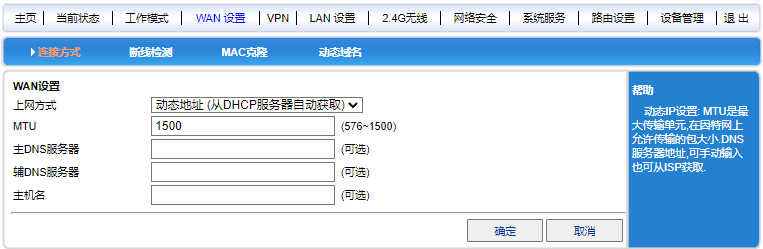 主页 当前状态 工作模式 WAN 设置 VPN LAN 设置 2.4G无线 网络安全 系统服务 路由设置 设备管理 退 出
连接方式 断线检测 MAC克隆 动态域名
WAN设置
上网方式 动态地址 (从DHCP服务器自动获取)
MTU 1500 (576~1500)
主DNS服务器 (可选)
辅DNS服务器 (可选)
主机名 (可选)
确定 取消
帮助
动态IP设置: MTU是最
大传输单元,在因特网上
允许传输的包大小.DNS
服务器地址,可手动输入
也可从ISP获取.